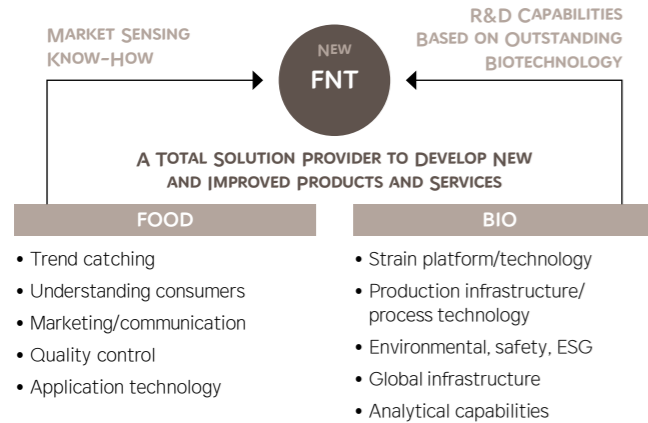 MARKET SENSING
KNOW-HOW
R&D CAPABILITIES
BASED ON OUTSTANDING
BIOTECHNOLOGY
NEW
FNT
A TOTAL SOLUTION PROVIDER TO DEVELOP NEW
AND IMPROVED PRODUCTS AND SERVICES
FOOD
• Trend catching
• Understanding consumers
• Marketing/communication
• Quality control
• Application technology
BIO
• Strain platform/technology
• Production infrastructure/
process technology
• Environmental, safety, ESG
• Global infrastructure
• Analytical capabilities